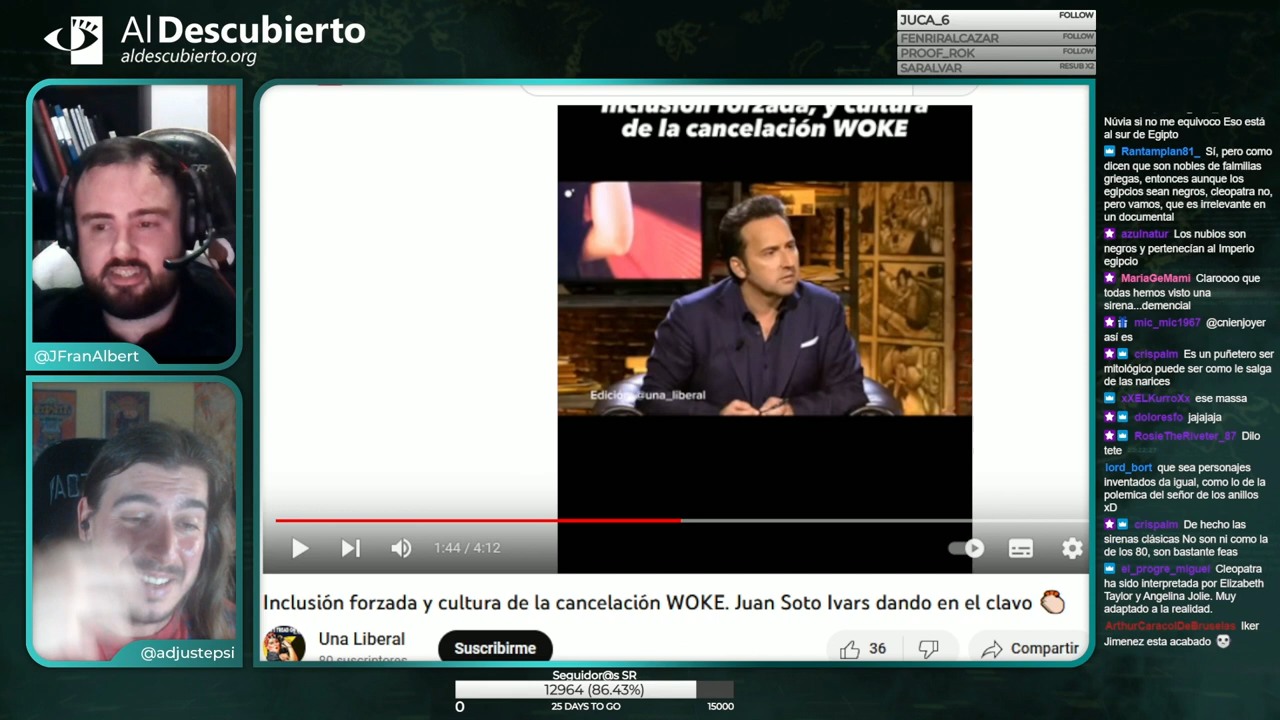 Al Descubierto
aldescubierto.org
JUCA_6 FOLLOW
FENRIRALCAZAR FOLLOW
PROOF_ROK FOLLOW
SARALVAR RESUB X2
@JFranAlbert
@adjustepsi
Inclusión forzada, y cultura
de la cancelación WOKE
@una_liberal
1:44 / 4:12
Inclusión forzada y cultura de la cancelación WOKE. Juan Soto Ivars dando en el clavo
Una Liberal
80 suscriptores
Suscribirme
36
Compartir
Seguidor@s SR
12964 (86.43%)
0 25 DAYS TO GO 15000
Núvia si no me equivoco Eso está
al sur de Egipto
Rantamplan81_ Sí, pero como
dicen que son nobles de falmilias
griegas, entonces aunque los
egipcios sean negros, cleopatra no,
pero vamos, que es irrelevante en
un documental
azulnatur Los nubios son
negros y pertenecían al Imperio
egipcio
MariaGeMami Claroooo que
todas hemos visto una
sirena...demencial
mic_mic1967 @cnienjoyer
así es
crispalm Es un puñetero ser
mitológico puede ser como le salga
de las narices
xXELKurroXx ese massa
doloresfo jajajaja
RosieTheRiveter_87 Dilo
tete
lord_bort que sea personajes
inventados da igual, como lo de la
polemica del señor de los anillos
xD
crispalm De hecho las
sirenas clásicas No son ni como la
de los 80, son bastante feas
el_progre_miguel Cleopatra
ha sido interpretada por Elizabeth
Taylor y Angelina Jolie. Muy
adaptado a la realidad.
ArthurCaracolDeBruselas Iker
Jimenez esta acabado